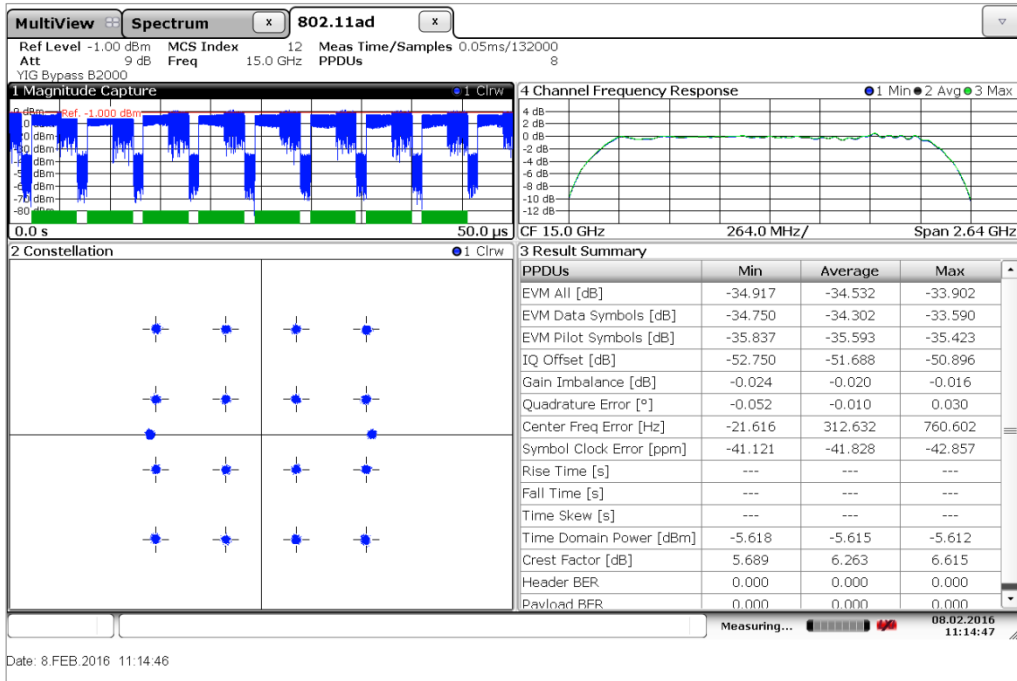 MultiView Spectrum x 802.11ad x
Ref Level -1.00 dBm MCS Index 12 Meas Time/Samples 0.05ms/132000
Att 9 dB Freq 15.0 GHz PPDUs 8
YIG Bypass B2000
1 Magnitude Capture 1 Clrw
Ref. -1.000 dBm
-80 dBm
0.0 s 50.0 µs
4 Channel Frequency Response 1 Min 2 Avg 3 Max
4 dB
2 dB
0 dB
-2 dB
-4 dB
-6 dB
-8 dB
-10 dB
-12 dB
CF 15.0 GHz 264.0 MHz/ Span 2.64 GHz
2 Constellation 1 Clrw
3 Result Summary
PPDUs Min Average Max
EVM All [dB] -34.917 -34.532 -33.902
EVM Data Symbols [dB] -34.750 -34.302 -33.590
EVM Pilot Symbols [dB] -35.837 -35.593 -35.423
IQ Offset [dB] -52.750 -51.688 -50.896
Gain Imbalance [dB] -0.024 -0.020 -0.016
Quadrature Error [°] -0.052 -0.010 0.030
Center Freq Error [Hz] -21.616 312.632 760.602
Symbol Clock Error [ppm] -41.121 -41.828 -42.857
Rise Time [s] --- --- ---
Fall Time [s] --- --- ---
Time Skew [s] --- --- ---
Time Domain Power [dBm] -5.618 -5.615 -5.612
Crest Factor [dB] 5.689 6.263 6.615
Header BER 0.000 0.000 0.000
Payload BER 0.000 0.000 0.000
Measuring... 08.02.2016
11:14:47
Date: 8.FEB.2016 11:14:46